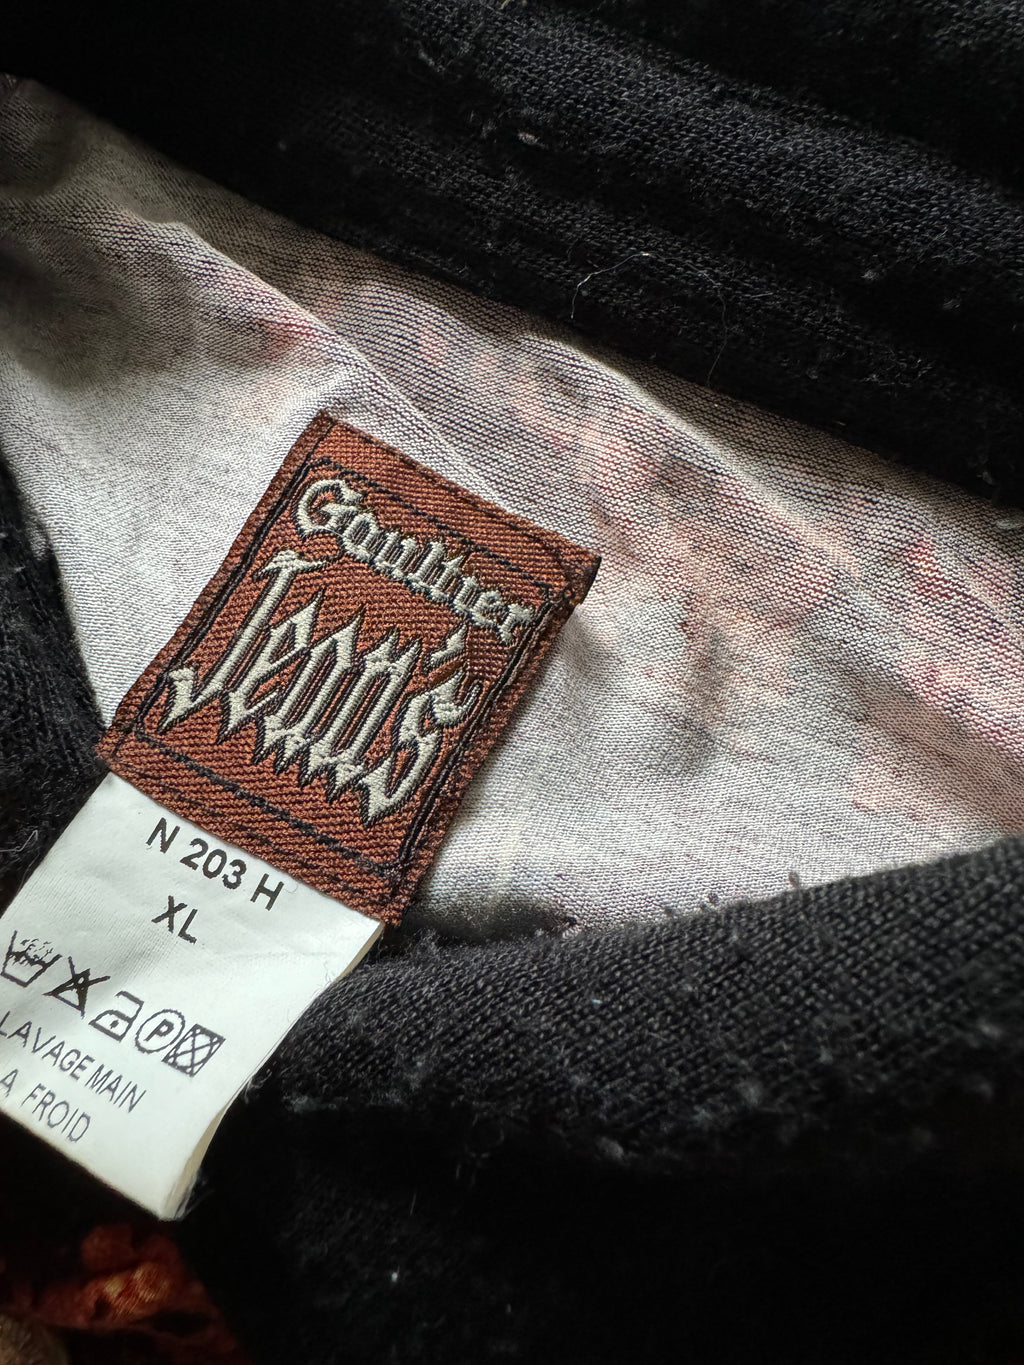 Gaultier
Jean's
N 203 H
XL
P
LAVAGE MAIN
A FROID